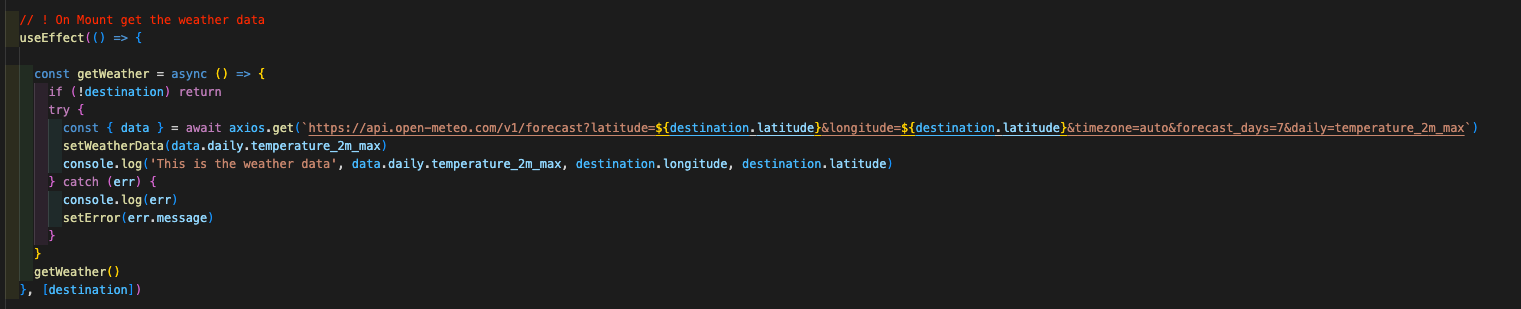 // ! On Mount get the weather data
useEffect(() => {
const getWeather = async () => {
if (!destination) return
try {
const { data } = await axios.get(`https://api.open-meteo.com/v1/forecast?latitude=${destination.latitude}&longitude=${destination.latitude}&timezone=auto&forecast_days=7&daily=temperature_2m_max`)
setWeatherData(data.daily.temperature_2m_max)
console.log('This is the weather data', data.daily.temperature_2m_max, destination.longitude, destination.latitude)
} catch (err) {
console.log(err)
setError(err.message)
}
}
getWeather()
}, [destination])